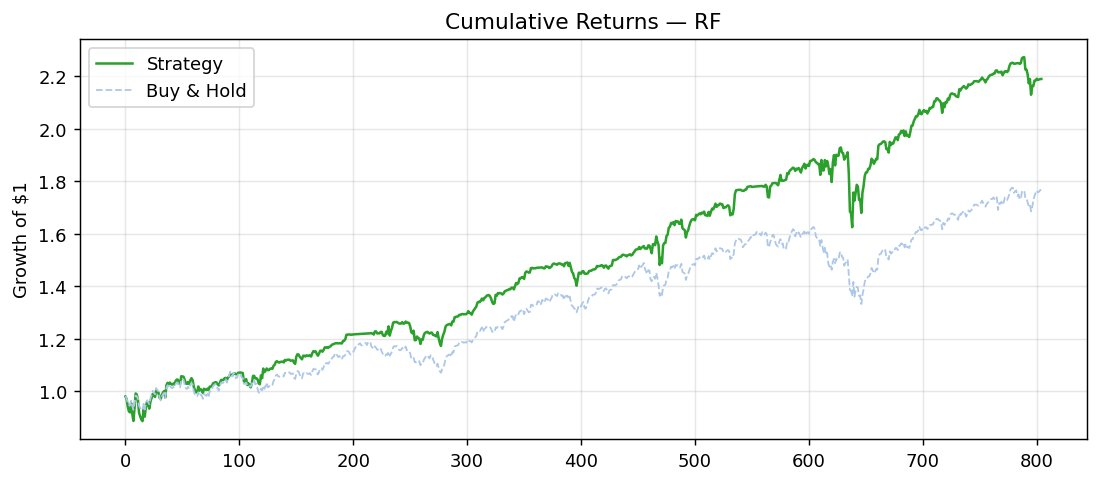 Cumulative Returns — RF
Strategy
Buy & Hold
Growth of $1
2.2
2.0
1.8
1.6
1.4
1.2
1.0
0 100 200 300 400 500 600 700 800